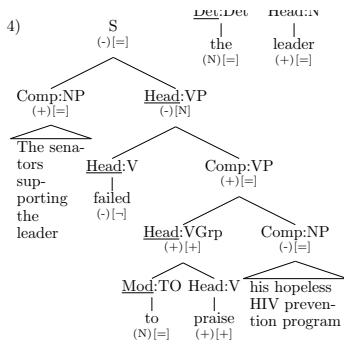 Det:Det Head:N
4) S the leader
(-)[=] (N)[=] (+)[=]
Comp:NP Head:VP
(+)[=] (-)[N]
The sena-
tors
sup-
porting
the
leader
Head:V Comp:VP
failed (+)[=]
(-)[¬]
Head:VGrp Comp:NP
(+)[+] (-)[=]
Mod:TO Head:V his hopeless
HIV preven-
tion program
to praise
(N)[=] (+)[+]